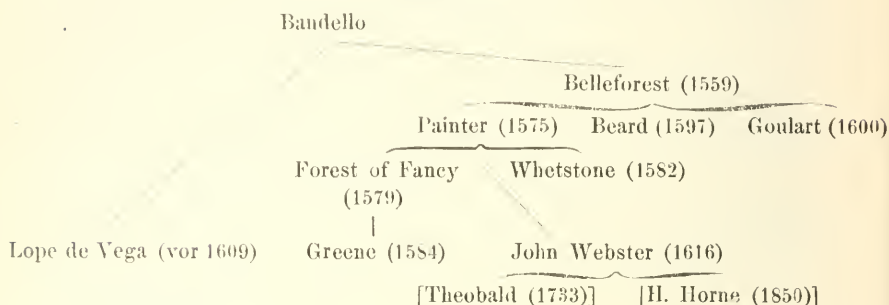 Bandello
Belleforest (1559)
Painter (1575) Beard (1597) Goulart (1600)
Forest of Fancy Whetstone (1582)
(1579)
Lope de Vega (vor 1609) Greene (1584) John Webster (1616)
[Theobald (1733)] [H. Horne (1850)]